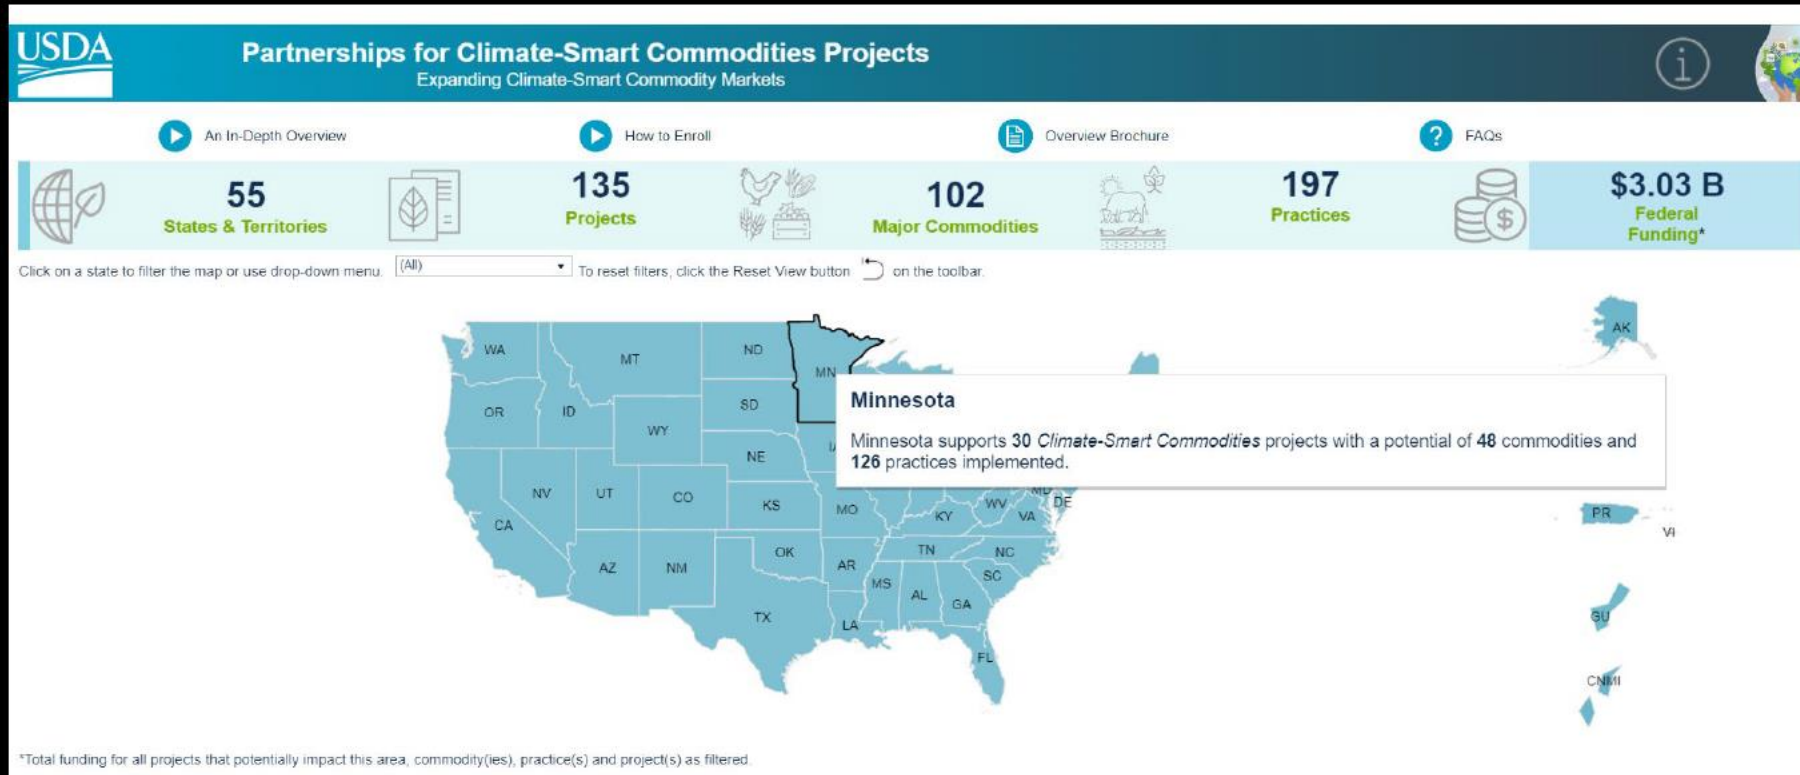 USDA
Partnerships for Climate-Smart Commodities Projects
Expanding Climate-Smart Commodity Markets
An In-Depth Overview
How to Enroll
Overview Brochure
FAQs
55
States & Territories
135
Projects
102
Major Commodities
197
Practices
$3.03 B
Federal
Funding*
Click on a state to filter the map or use drop-down menu. (All) To reset filters, click the Reset View button on the toolbar.
WA
MT
ND
MN
OR
ID
WY
SD
NE
NV
UT
CO
KS
MO
CA
AZ
NM
OK
AR
TX
LA
MS
AL
GA
FL
TN
KY
WV
VA
MD
DE
NC
SC
Minnesota
Minnesota supports 30 Climate-Smart Commodities projects with a potential of 48 commodities and
126 practices implemented.
AK
PR
VI
GU
CNMI
*Total funding for all projects that potentially impact this area, commodity(ies), practice(s) and project(s) as filtered.